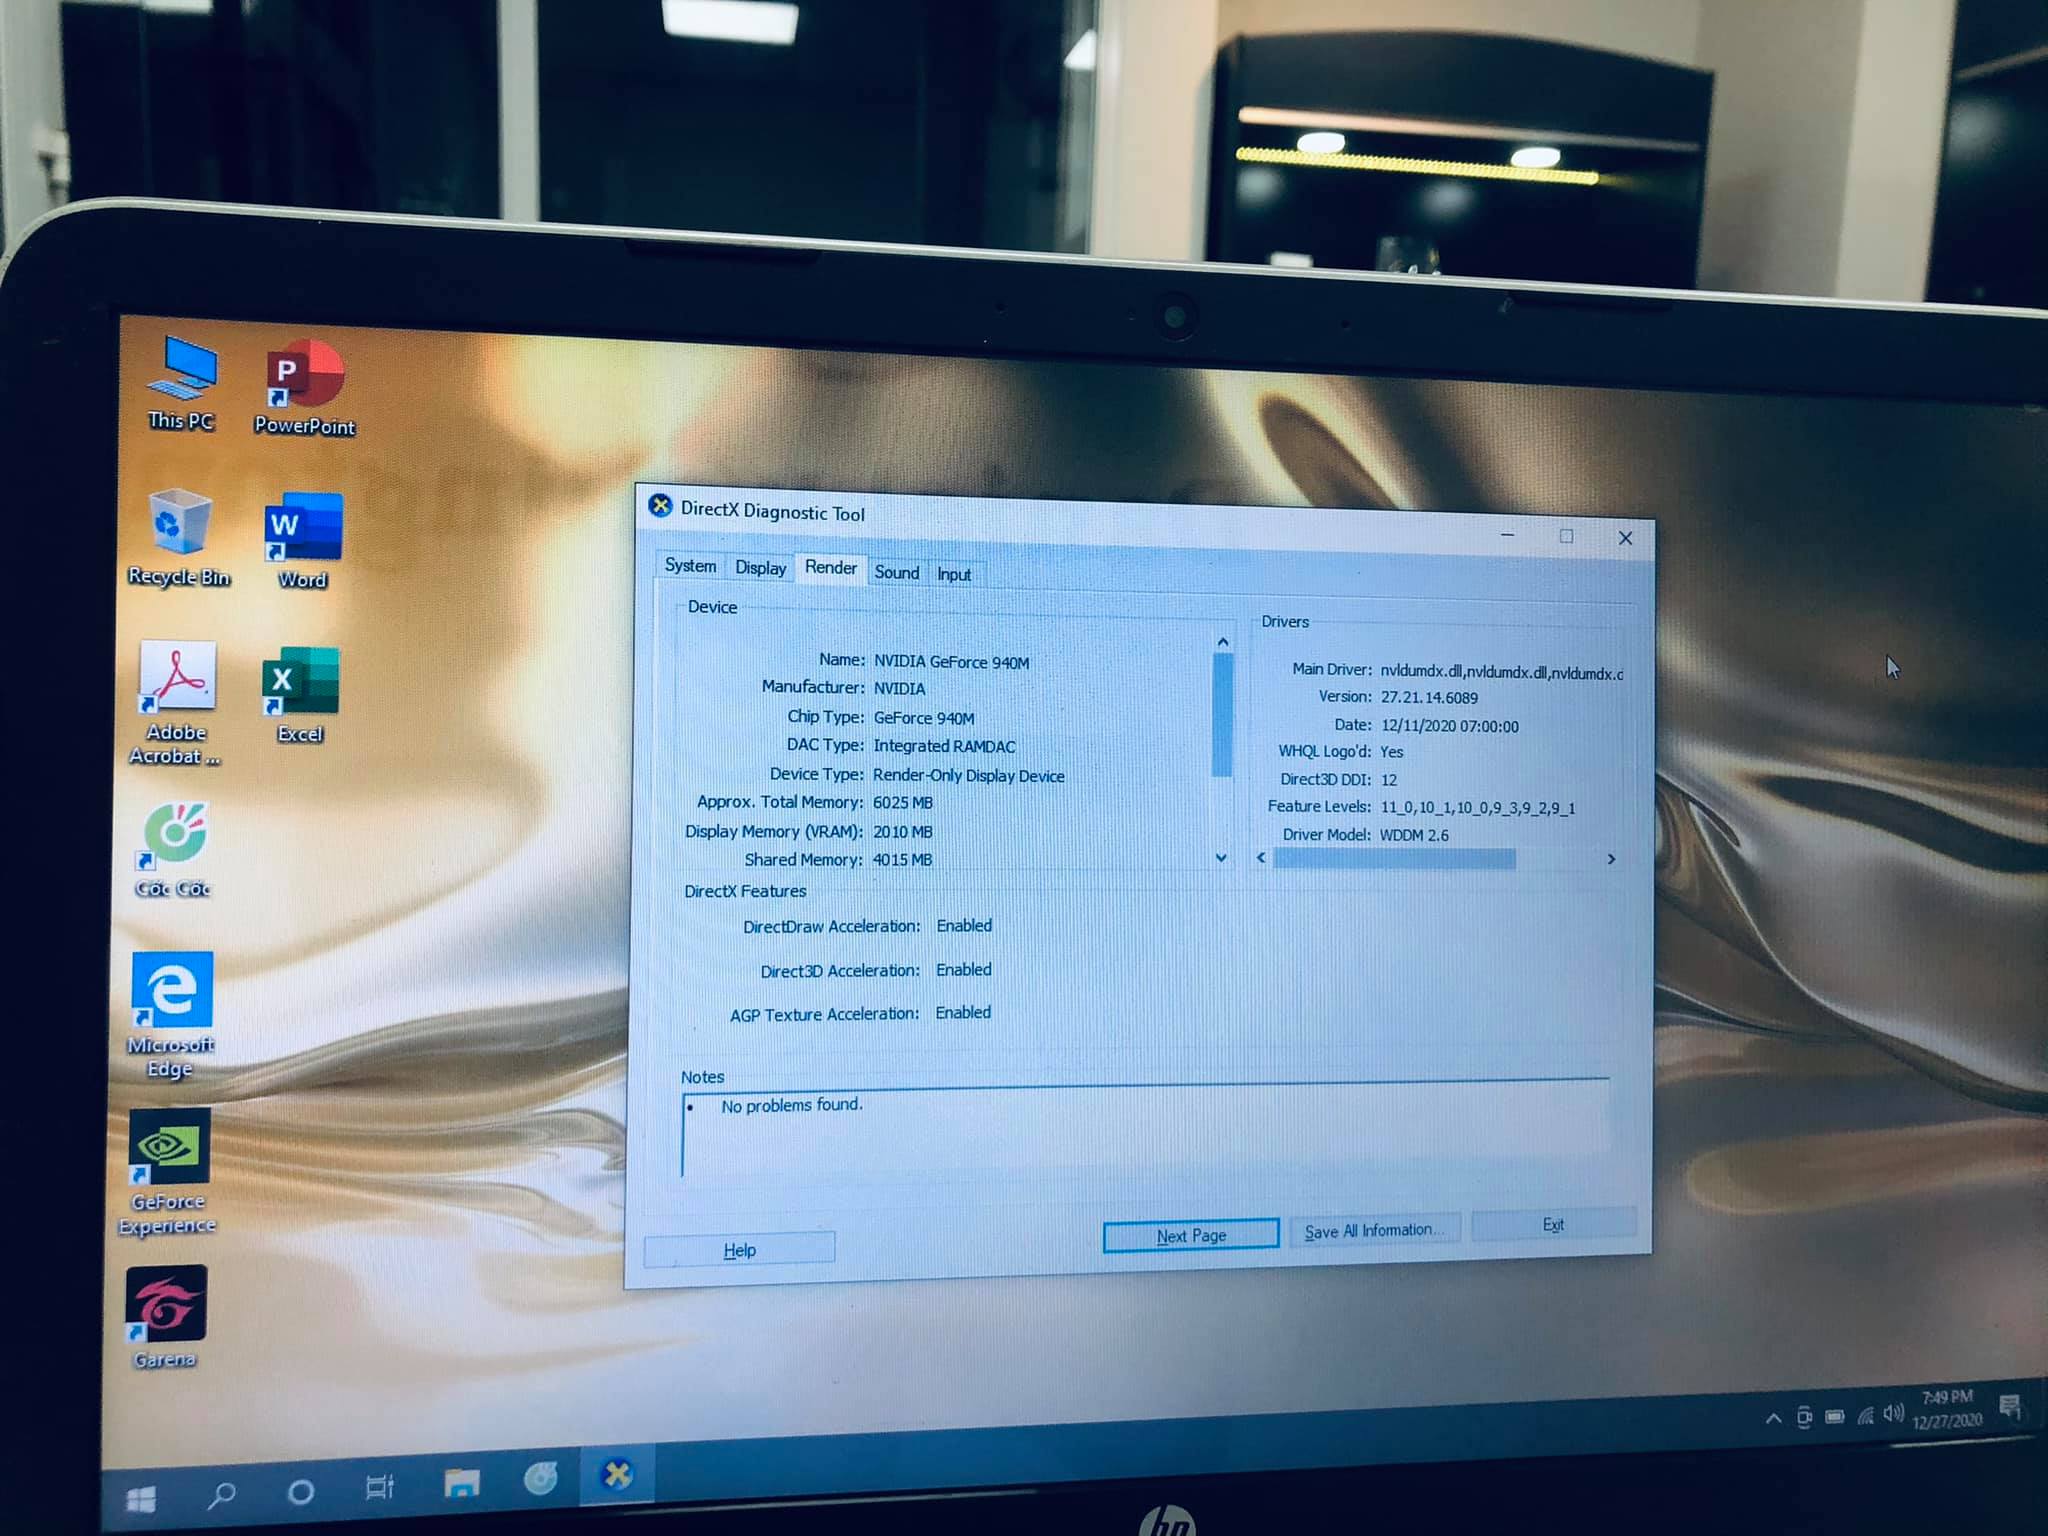 This PC
PowerPoint
Recycle Bin
Word
Adobe
Acrobat ...
Excel
Cốc Cốc
Microsoft
Edge
GeForce
Experience
Garena
DirectX Diagnostic Tool
System Display Render Sound Input
Device
Name: NVIDIA GeForce 940M
Manufacturer: NVIDIA
Chip Type: GeForce 940M
DAC Type: Integrated RAMDAC
Device Type: Render-Only Display Device
Approx. Total Memory: 6025 MB
Display Memory (VRAM): 2010 MB
Shared Memory: 4015 MB
Drivers
Main Driver: nvldumdx.dll,nvldumdx.dll,nvldumdx.d
Version: 27.21.14.6089
Date: 12/11/2020 07:00:00
WHQL Logo'd: Yes
Direct3D DDI: 12
Feature Levels: 11_0,10_1,10_0,9_3,9_2,9_1
Driver Model: WDDM 2.6
DirectX Features
DirectDraw Acceleration: Enabled
Direct3D Acceleration: Enabled
AGP Texture Acceleration: Enabled
Notes
• No problems found.
Help
Next Page
Save All Information...
Exit
7:49 PM
12/27/2020
1
hp